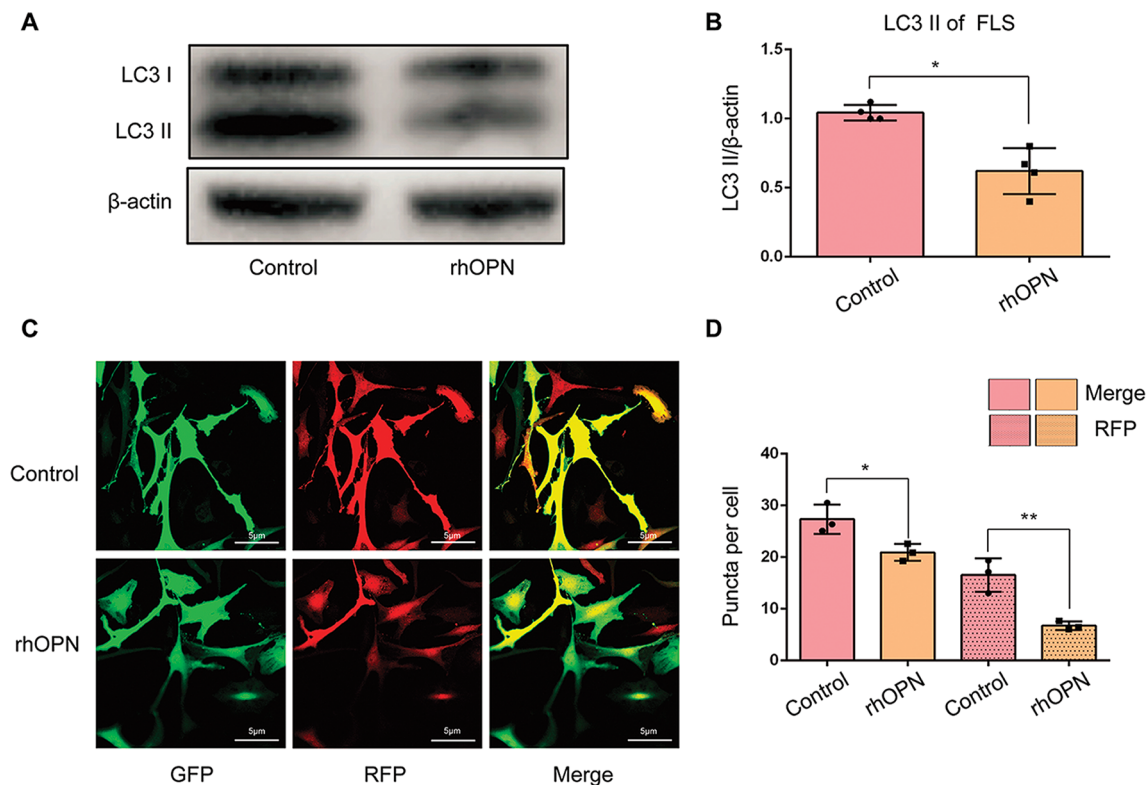 A
LC3 I
LC3 II
β-actin
Control rhOPN
B
LC3 II of FLS
*
LC3 II/β-actin
1.5
1.0
0.5
0.0
Control rhOPN
C
Control
5μm 5μm 5μm
rhOPN
5μm 5μm 5μm
GFP RFP Merge
D
Merge
RFP
Puncta per cell
40
30
20
10
0
* **
Control rhOPN Control rhOPN